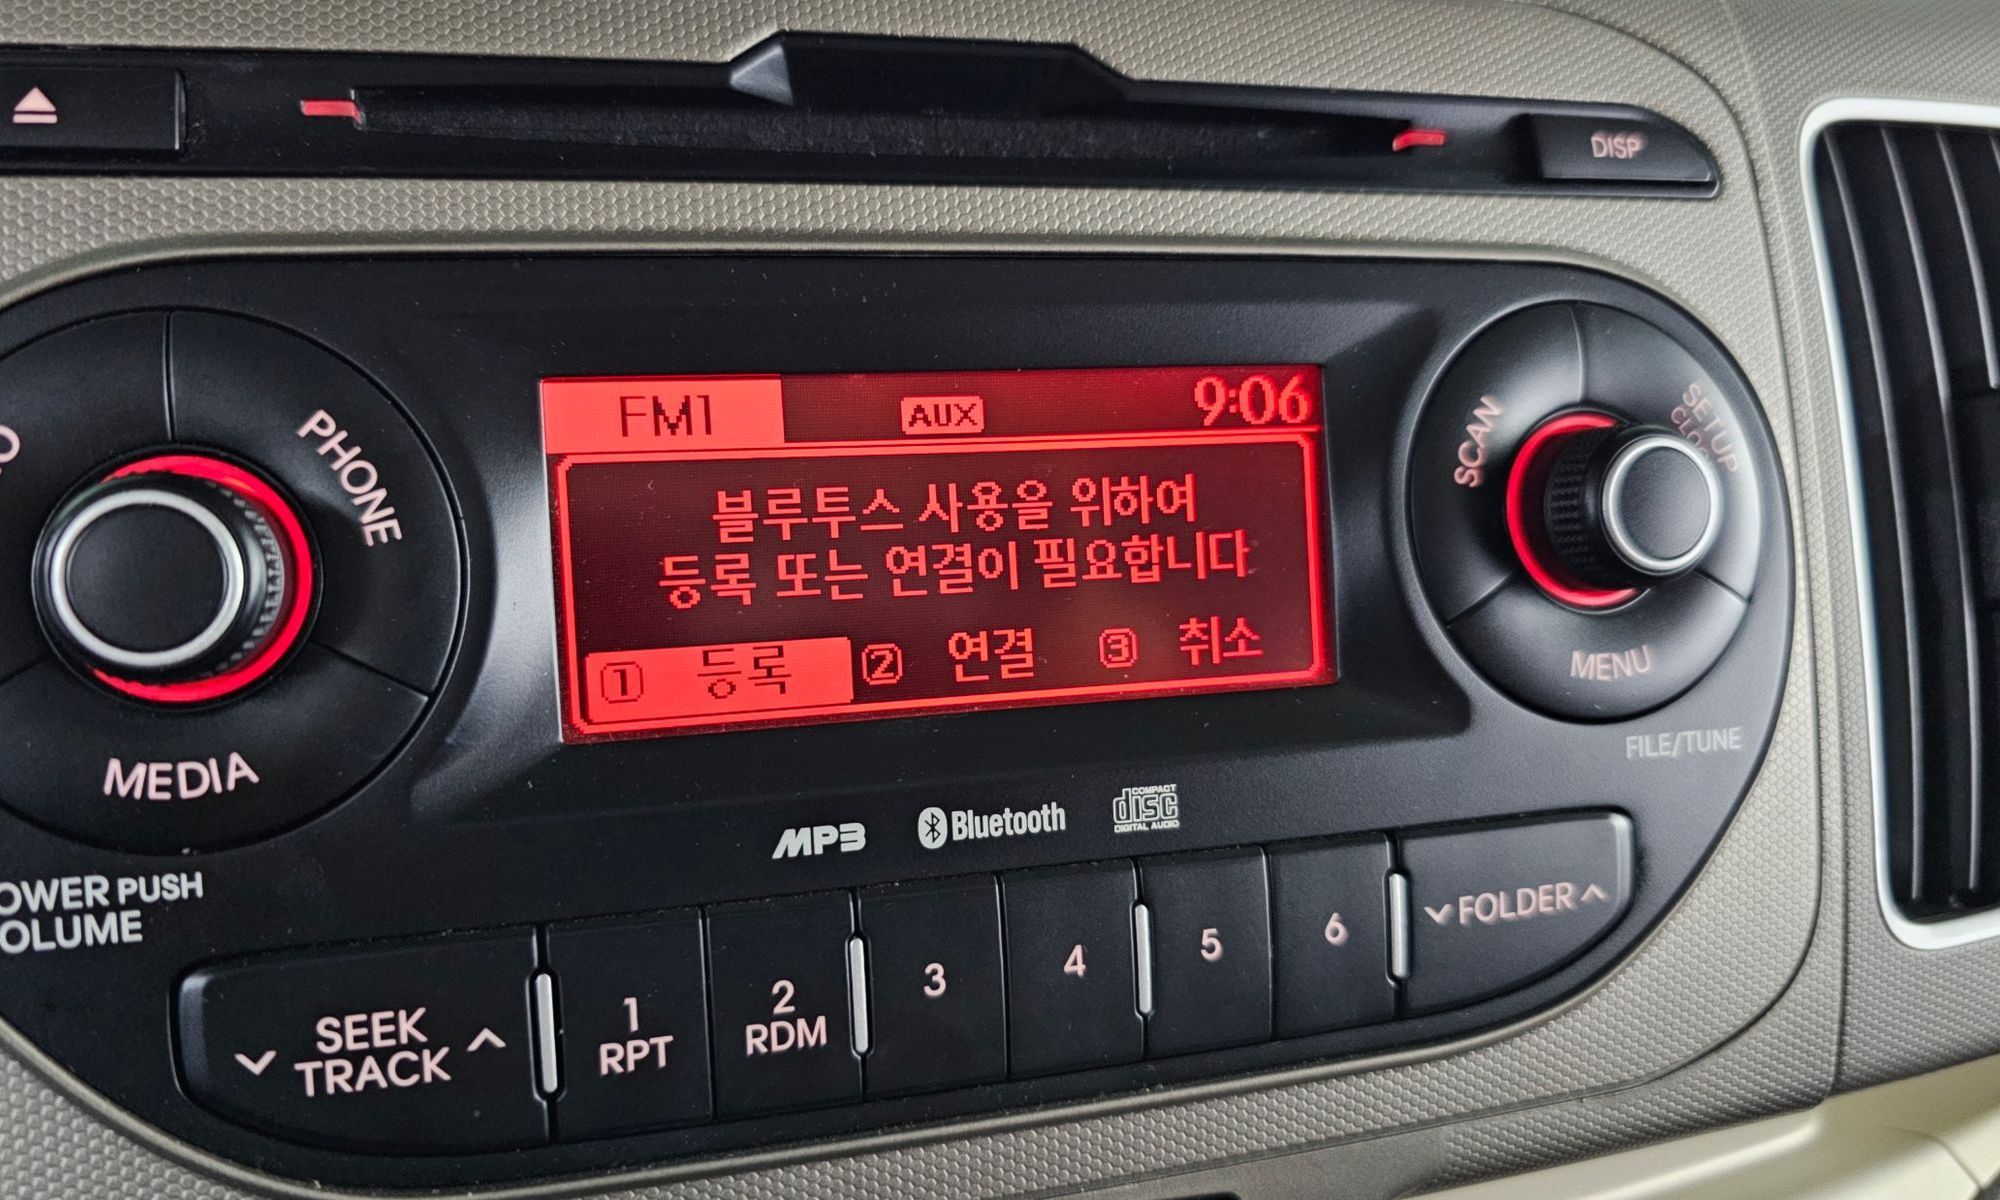 DISP
FM1
AUX
9:06
블루투스 사용을 위하여
등록 또는 연결이 필요합니다
1 등록
2 연결
3 취소
PHONE
MEDIA
SCAN
SETUP
MENU
FILE/TUNE
MP3
Bluetooth
COMPACT
disc
DIGITAL AUDIO
OWER PUSH
OLUME
SEEK
TRACK
1
RPT
2
RDM
3
4
5
6
FOLDER